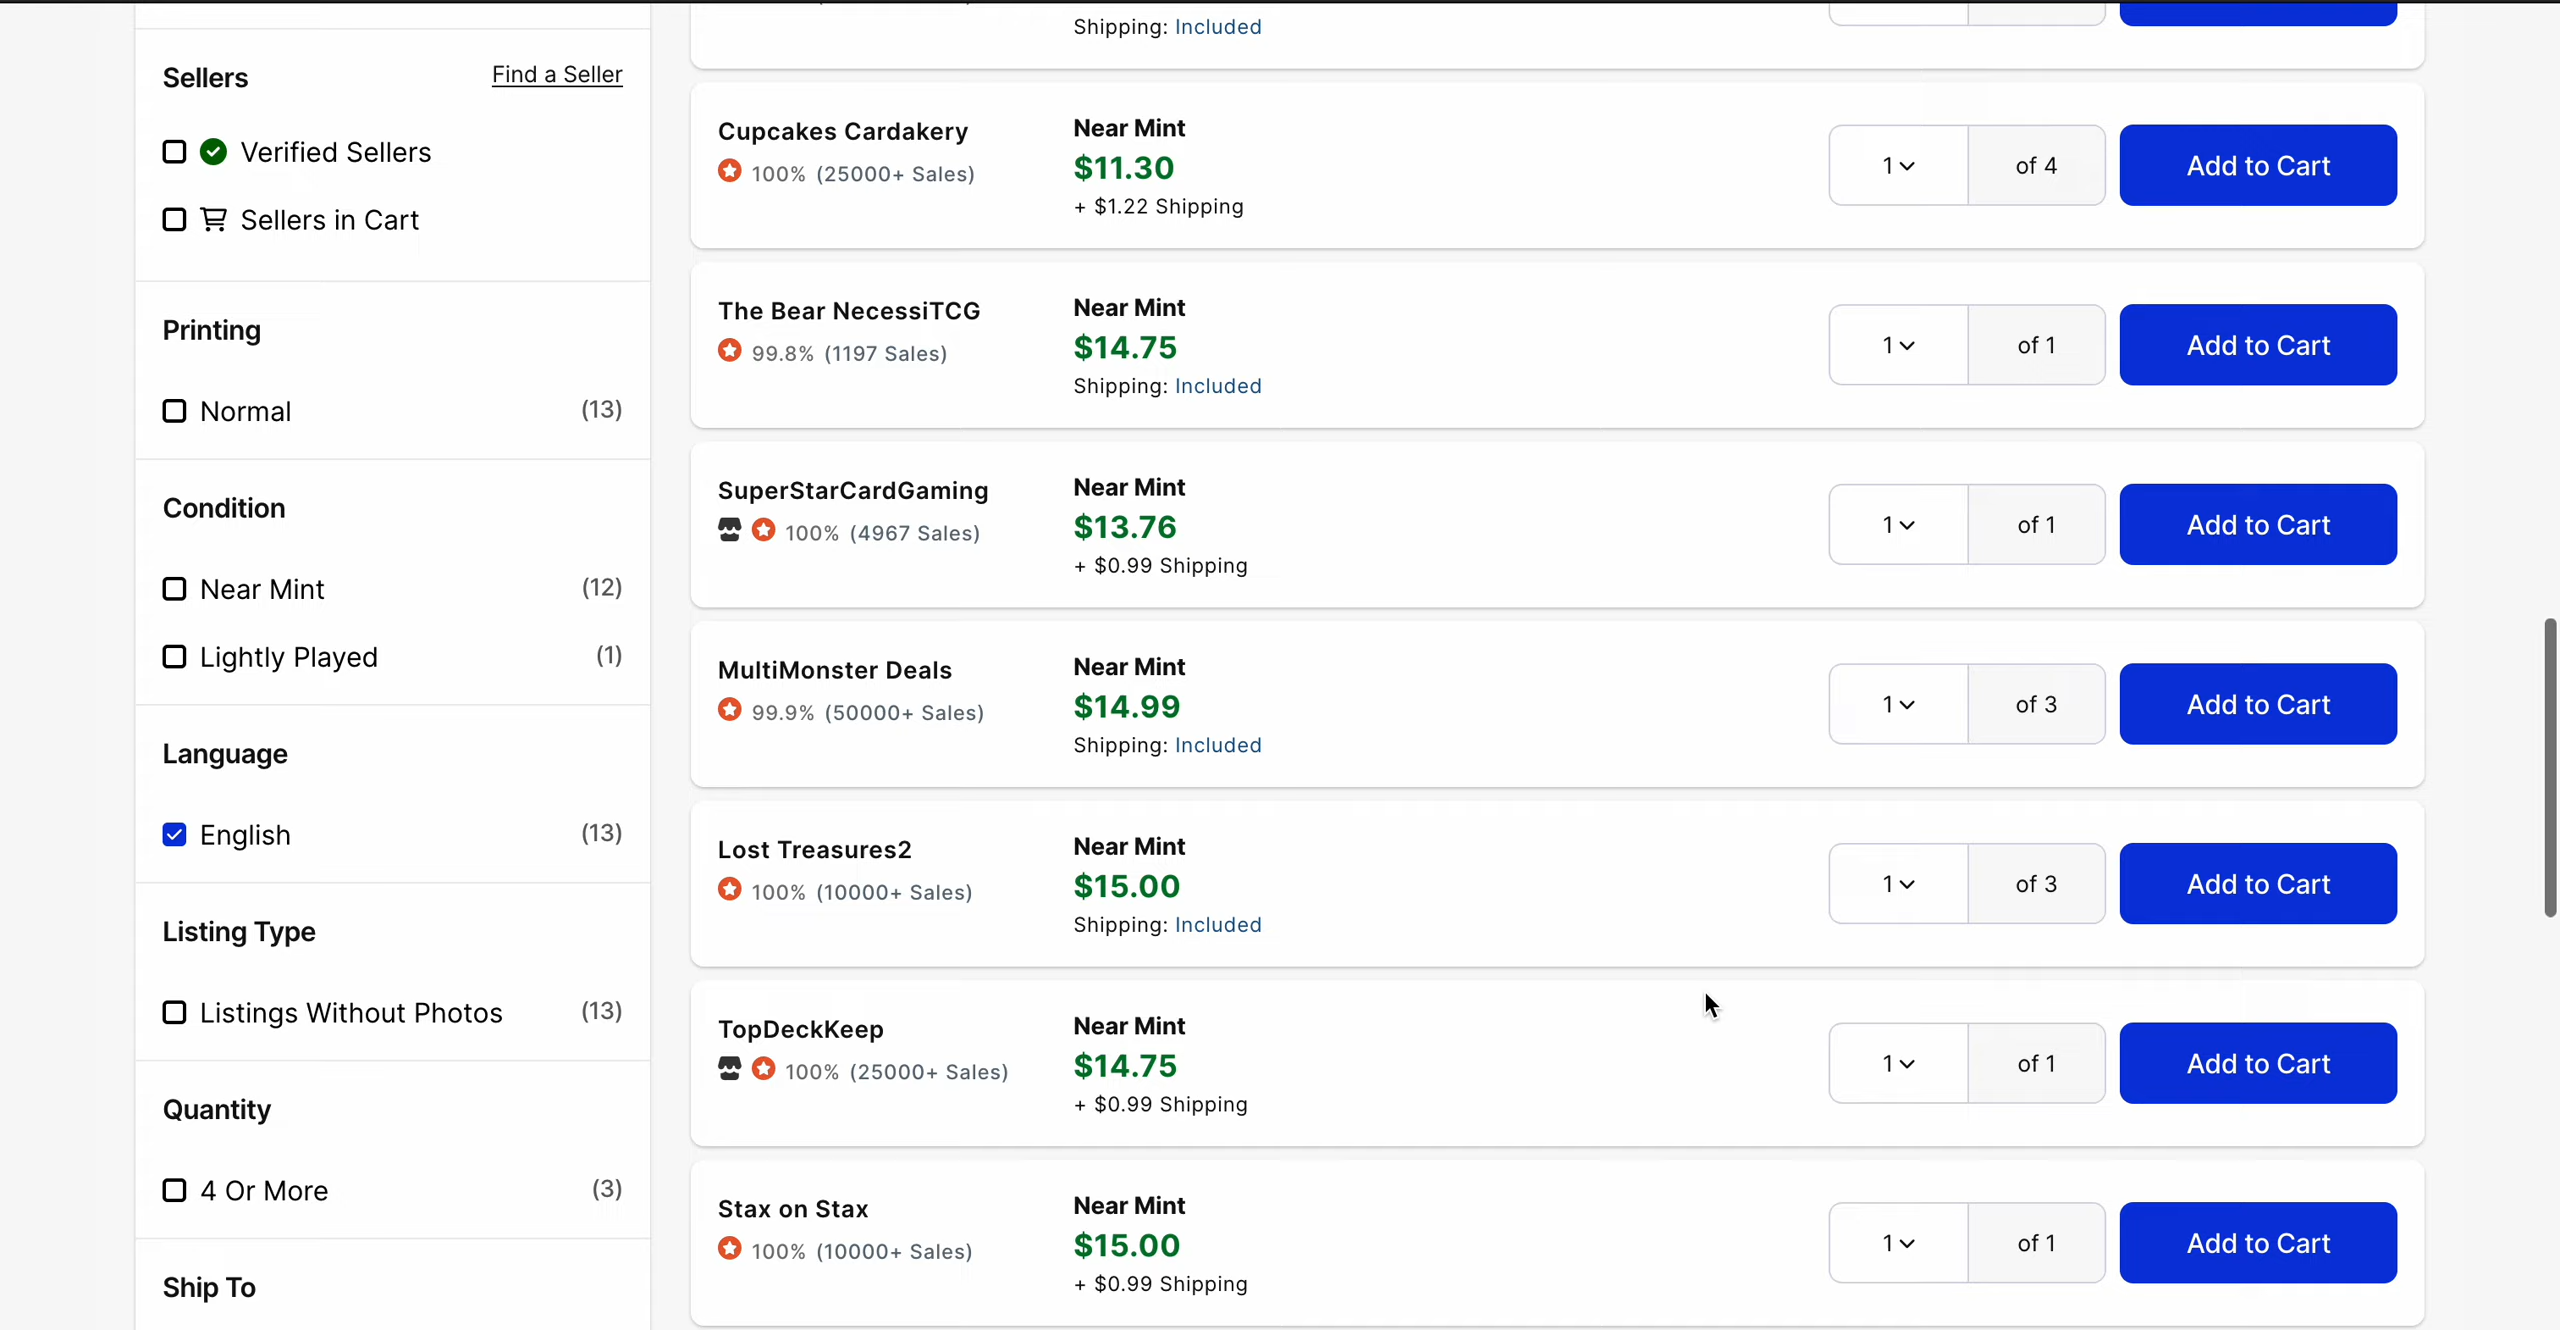 Sellers
Find a Seller
Verified Sellers
Sellers in Cart
Printing
Normal (13)
Condition
Near Mint (12)
Lightly Played (1)
Language
English (13)
Listing Type
Listings Without Photos (13)
Quantity
4 Or More (3)
Ship To
Shipping: Included
Cupcakes Cardakery
100% (25000+ Sales)
Near Mint
$11.30
+ $1.22 Shipping
1
of 4
Add to Cart
The Bear NecessiTCG
99.8% (1197 Sales)
Near Mint
$14.75
Shipping: Included
1
of 1
Add to Cart
SuperStarCardGaming
100% (4967 Sales)
Near Mint
$13.76
+ $0.99 Shipping
1
of 1
Add to Cart
MultiMonster Deals
99.9% (50000+ Sales)
Near Mint
$14.99
Shipping: Included
1
of 3
Add to Cart
Lost Treasures2
100% (10000+ Sales)
Near Mint
$15.00
Shipping: Included
1
of 3
Add to Cart
TopDeckKeep
100% (25000+ Sales)
Near Mint
$14.75
+ $0.99 Shipping
1
of 1
Add to Cart
Stax on Stax
100% (10000+ Sales)
Near Mint
$15.00
+ $0.99 Shipping
1
of 1
Add to Cart